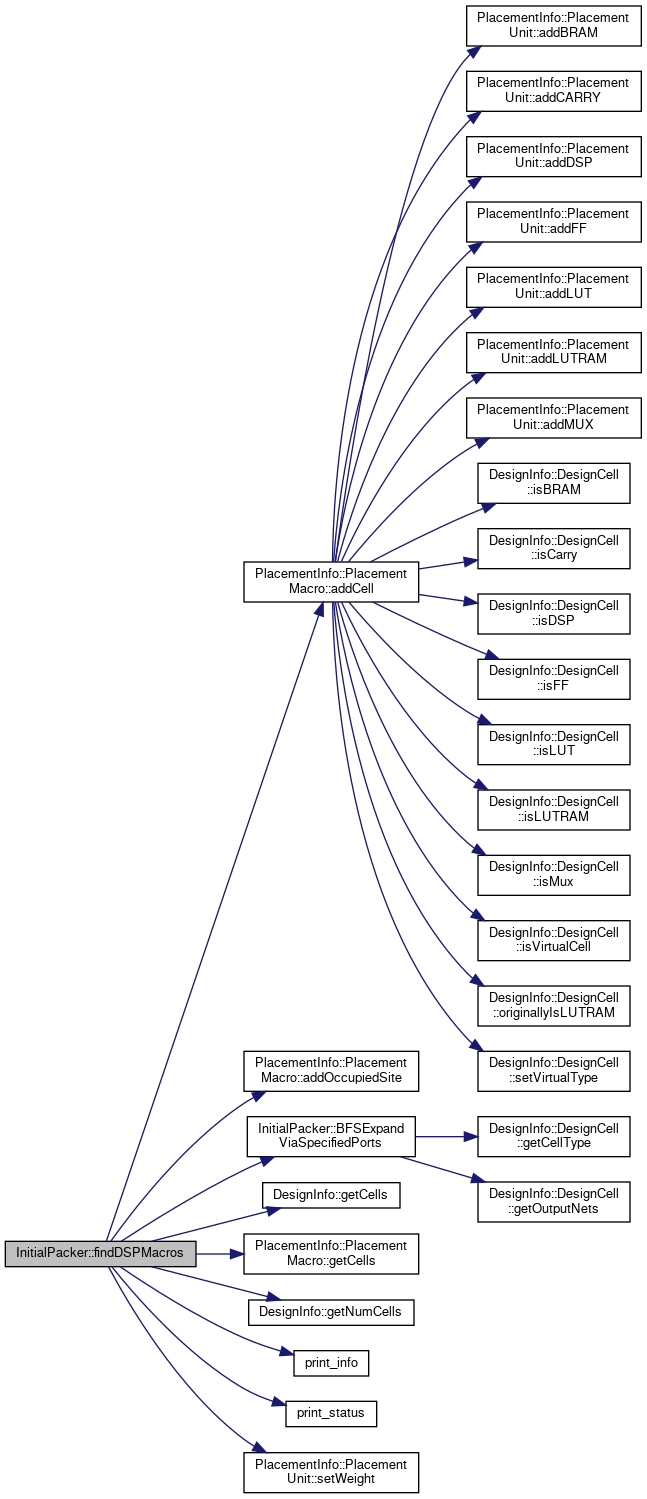 PlacementInfo::Placement
Unit::addBRAM
PlacementInfo::Placement
Unit::addCARRY
PlacementInfo::Placement
Unit::addDSP
PlacementInfo::Placement
Unit::addFF
PlacementInfo::Placement
Unit::addLUT
PlacementInfo::Placement
Unit::addLUTRAM
PlacementInfo::Placement
Unit::addMUX
DesignInfo::DesignCell
::isBRAM
DesignInfo::DesignCell
::isCarry
PlacementInfo::Placement
Macro::addCell
DesignInfo::DesignCell
::isDSP
DesignInfo::DesignCell
::isFF
DesignInfo::DesignCell
::isLUT
DesignInfo::DesignCell
::isLUTRAM
DesignInfo::DesignCell
::isMux
DesignInfo::DesignCell
::isVirtualCell
DesignInfo::DesignCell
::originallyIsLUTRAM
PlacementInfo::Placement
Macro::addOccupiedSite
DesignInfo::DesignCell
::setVirtualType
InitialPacker::BFSExpand
ViaSpecifiedPorts
DesignInfo::DesignCell
::getCellType
DesignInfo::getCells
DesignInfo::DesignCell
::getOutputNets
InitialPacker::findDSPMacros
PlacementInfo::Placement
Macro::getCells
DesignInfo::getNumCells
print_info
print_status
PlacementInfo::Placement
Unit::setWeight